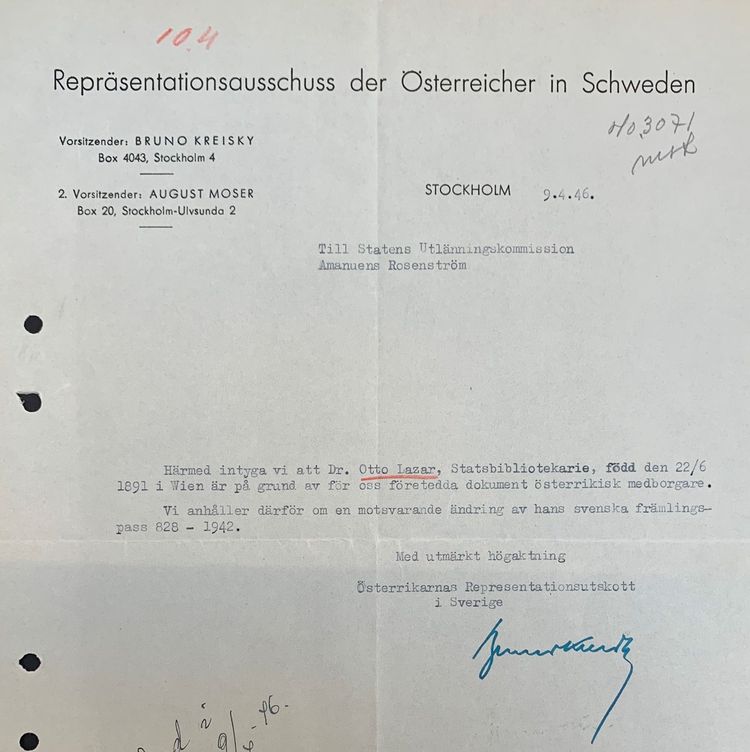 10.4
Repräsentationsausschuss der Österreicher in Schweden
Vorsitzender: BRUNO KREISKY
Box 4043, Stockholm 4
2. Vorsitzender: AUGUST MOSER
Box 20, Stockholm-Ulvsunda 2
STOCKHOLM 9.4.46.
Till Statens Utlänningskommission
Amanuens Rosenström
Härmed intyga vi att Dr. Otto Lazar, Statsbibliotekarie, född den 22/6
1891 i Wien är på grund av för oss företedda dokument österrikisk medborgare.
Vi anhåller därför om en motsvarande ändring av hans svenska främlings-
pass 828 - 1942.
Med utmärkt högaktning
Österrikarnas Representationsutskott
i Sverige